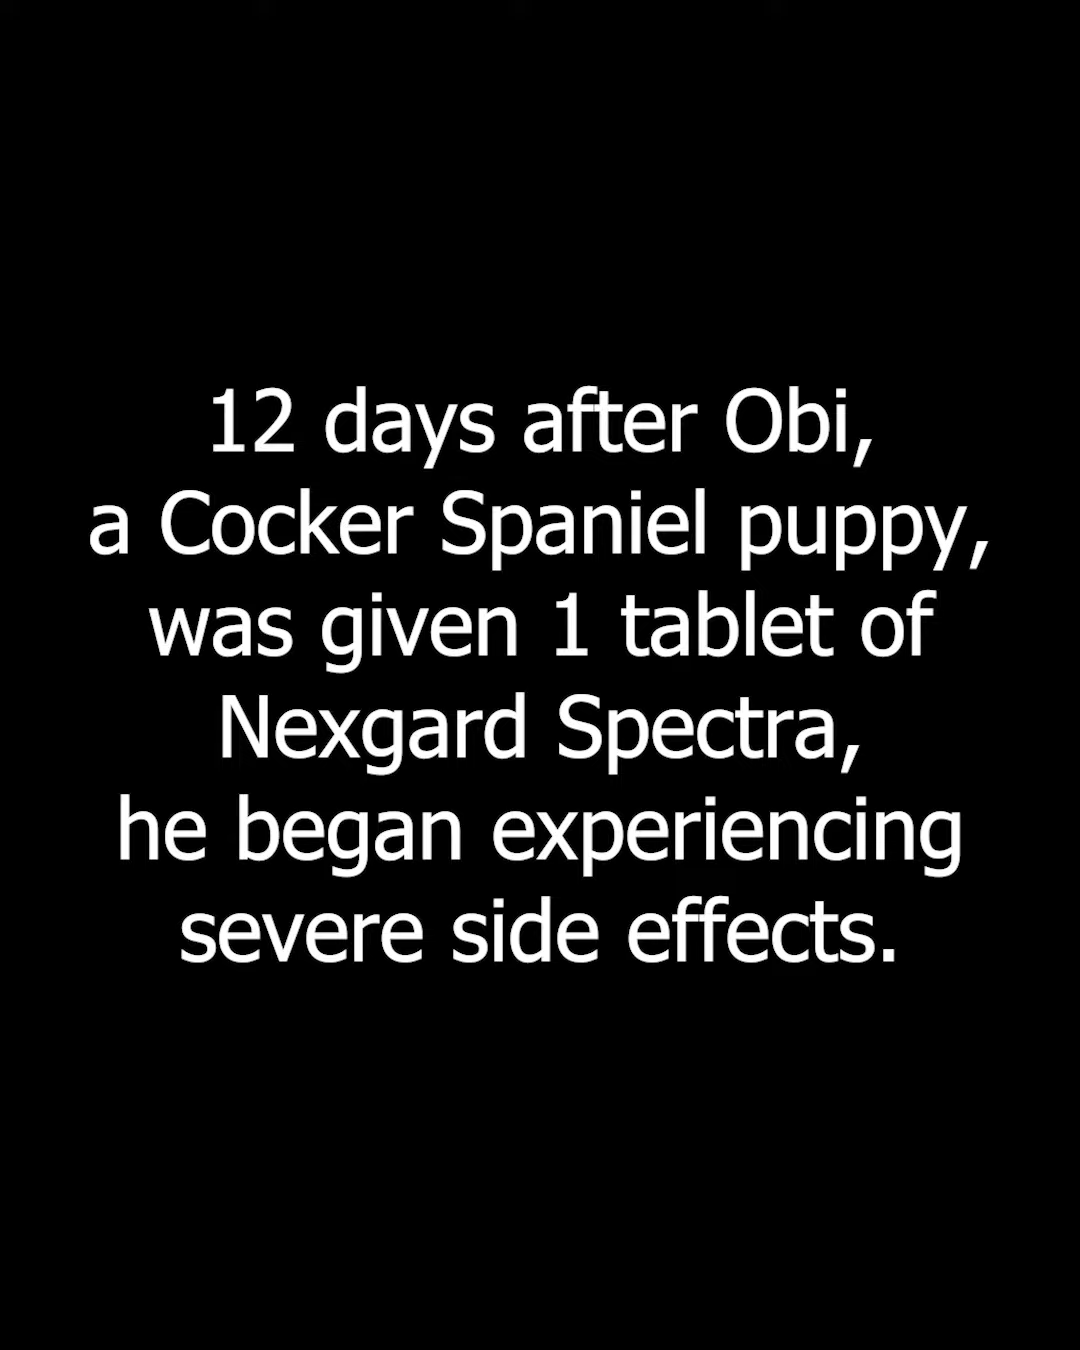 12 days after Obi,
a Cocker Spaniel puppy,
was given 1 tablet of
Nexgard Spectra,
he began experiencing
severe side effects.